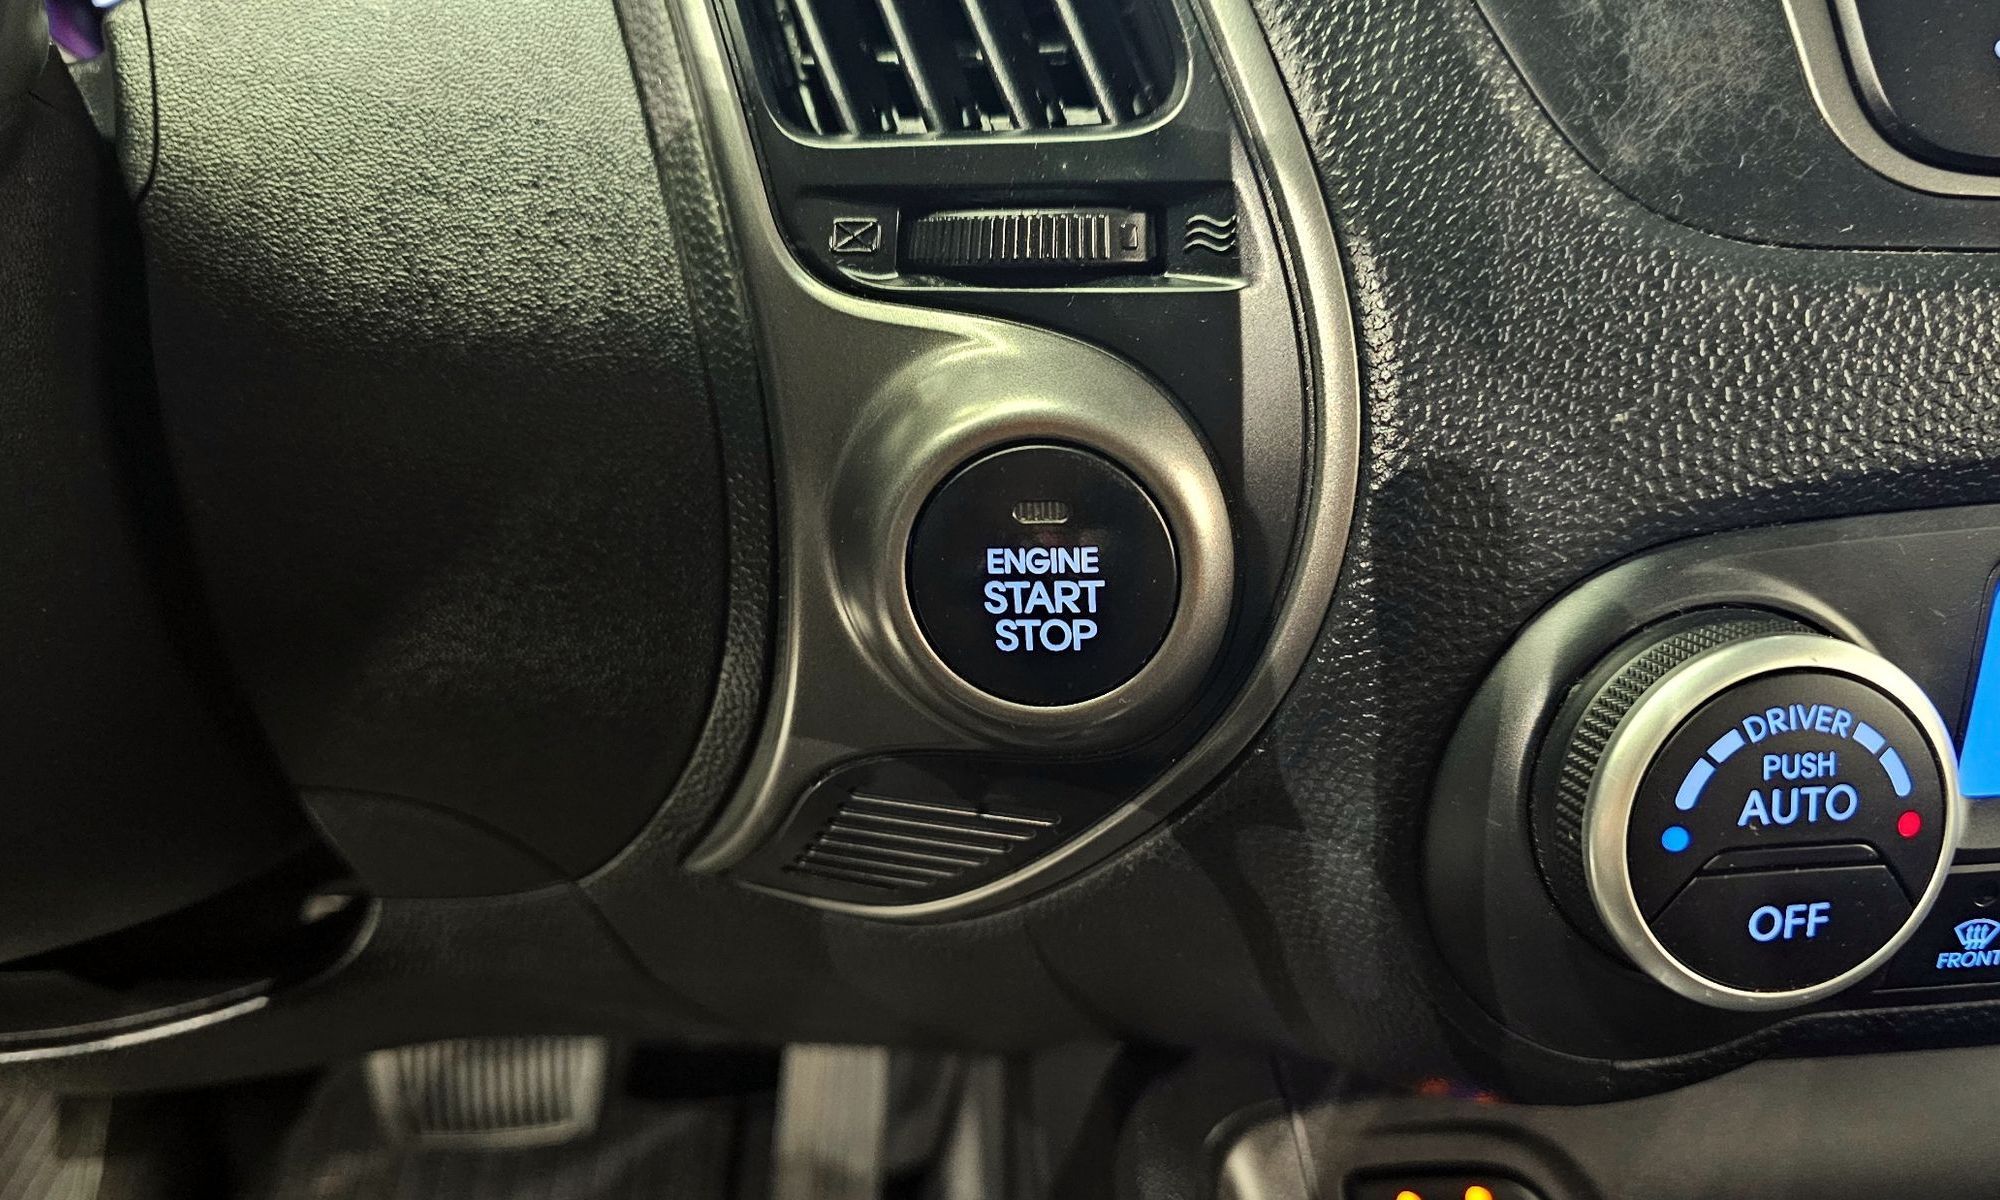 ENGINE
START
STOP
DRIVER
PUSH
AUTO
OFF
FRONT